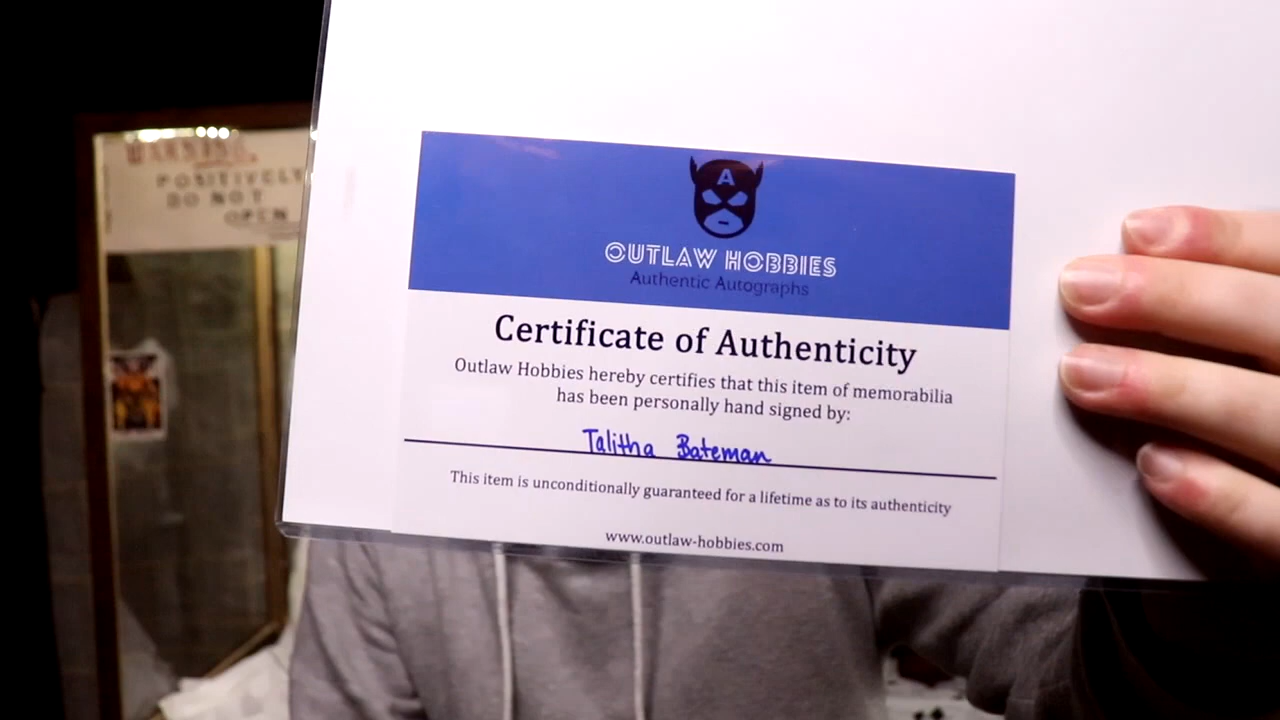 WARNING
POSITIVELY
DO NOT
OPEN
A
OUTLAW HOBBIES
Authentic Autographs
Certificate of Authenticity
Outlaw Hobbies hereby certifies that this item of memorabilia
has been personally hand signed by:
Talitha Bateman
This item is unconditionally guaranteed for a lifetime as to its authenticity
www.outlaw-hobbies.com